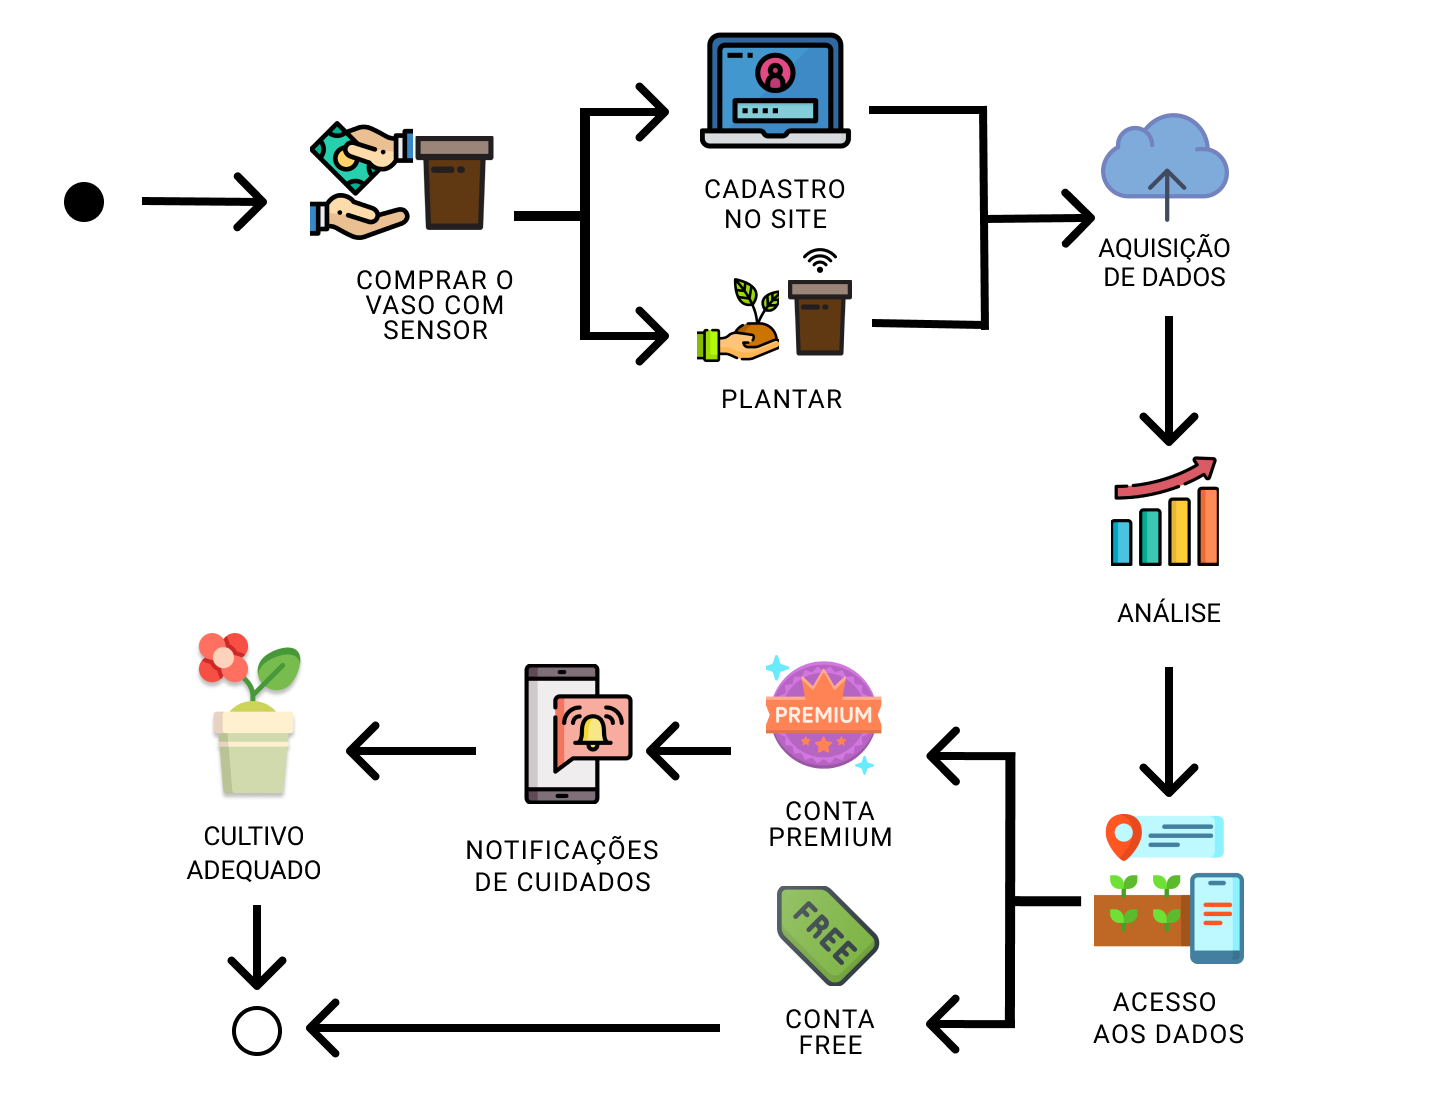 COMPRAR O
VASO COM
SENSOR
CADASTRO
NO SITE
PLANTAR
AQUISIÇÃO
DE DADOS
ANÁLISE
ACESSO
AOS DADOS
PREMIUM
CONTA
PREMIUM
FREE
CONTA
FREE
NOTIFICAÇÕES
DE CUIDADOS
CULTIVO
ADEQUADO